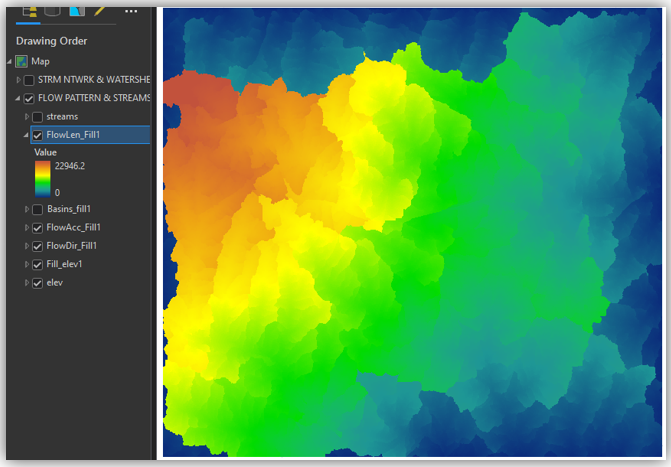 Drawing Order
Map
STRM NTWRK & WATERSHE
FLOW PATTERN & STREAMS
streams
FlowLen_Fill1
Value
22946.2
0
Basins_fill1
FlowAcc_Fill1
FlowDir_Fill1
Fill_elev1
elev